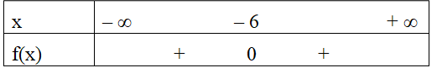 x – ∞ – 6 + ∞
f(x) + 0 +